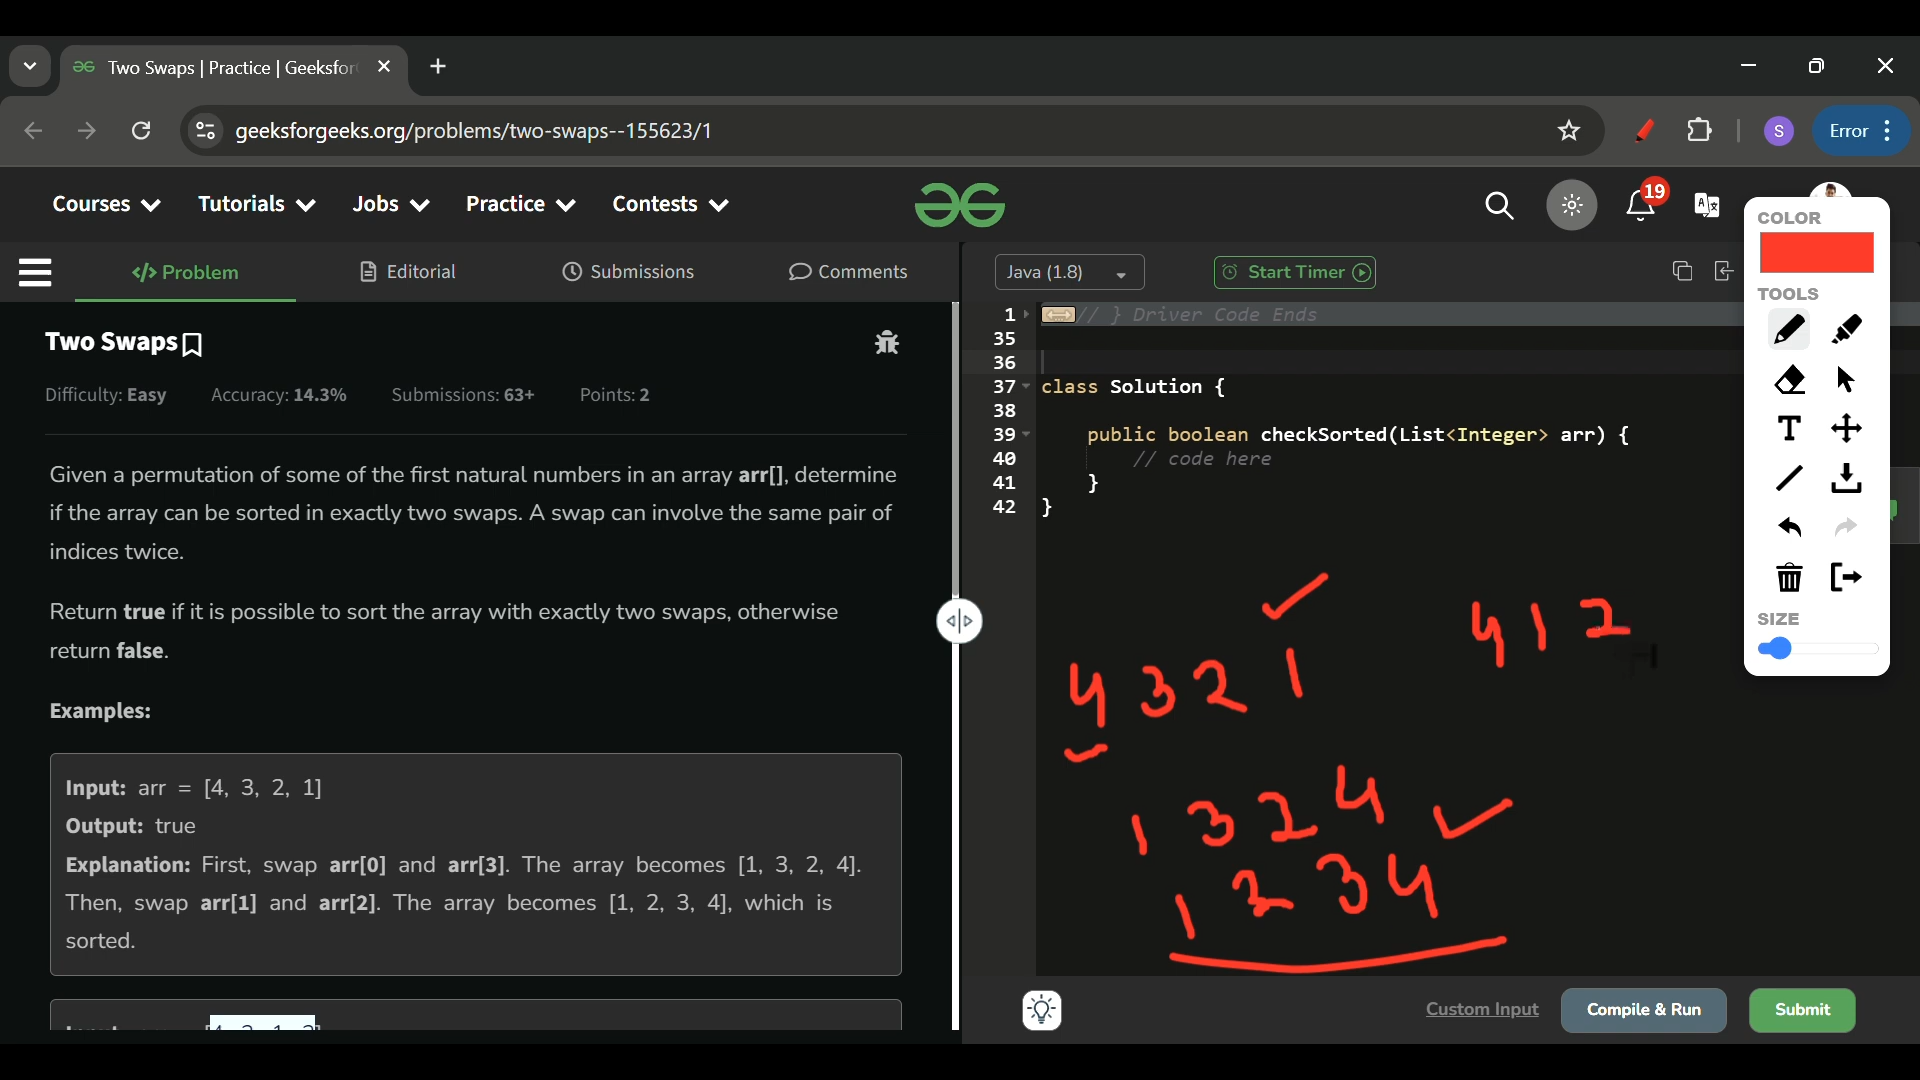 Two Swaps | Practice | Geeksfor
geeksforgeeks.org/problems/two-swaps--155623/1
S
Error
Courses
Tutorials
Jobs
Practice
Contests
19
COLOR
TOOLS
T
SIZE
</> Problem
Editorial
Submissions
Comments
Java (1.8)
Start Timer
Two Swaps
Difficulty: Easy Accuracy: 14.3% Submissions: 63+ Points: 2
Given a permutation of some of the first natural numbers in an array arr[], determine
if the array can be sorted in exactly two swaps. A swap can involve the same pair of
indices twice.
Return true if it is possible to sort the array with exactly two swaps, otherwise
return false.
Examples:
Input: arr = [4, 3, 2, 1]
Output: true
Explanation: First, swap arr[0] and arr[3]. The array becomes [1, 3, 2, 4].
Then, swap arr[1] and arr[2]. The array becomes [1, 2, 3, 4], which is
sorted.
1 // } Driver Code Ends
35
36
37 class Solution {
38
39 public boolean checkSorted(List<Integer> arr) {
40 // code here
41 }
42 }
4 3 2 1
4 1 2
1 3 2 4
1 2 3 4
Custom Input
Compile & Run
Submit